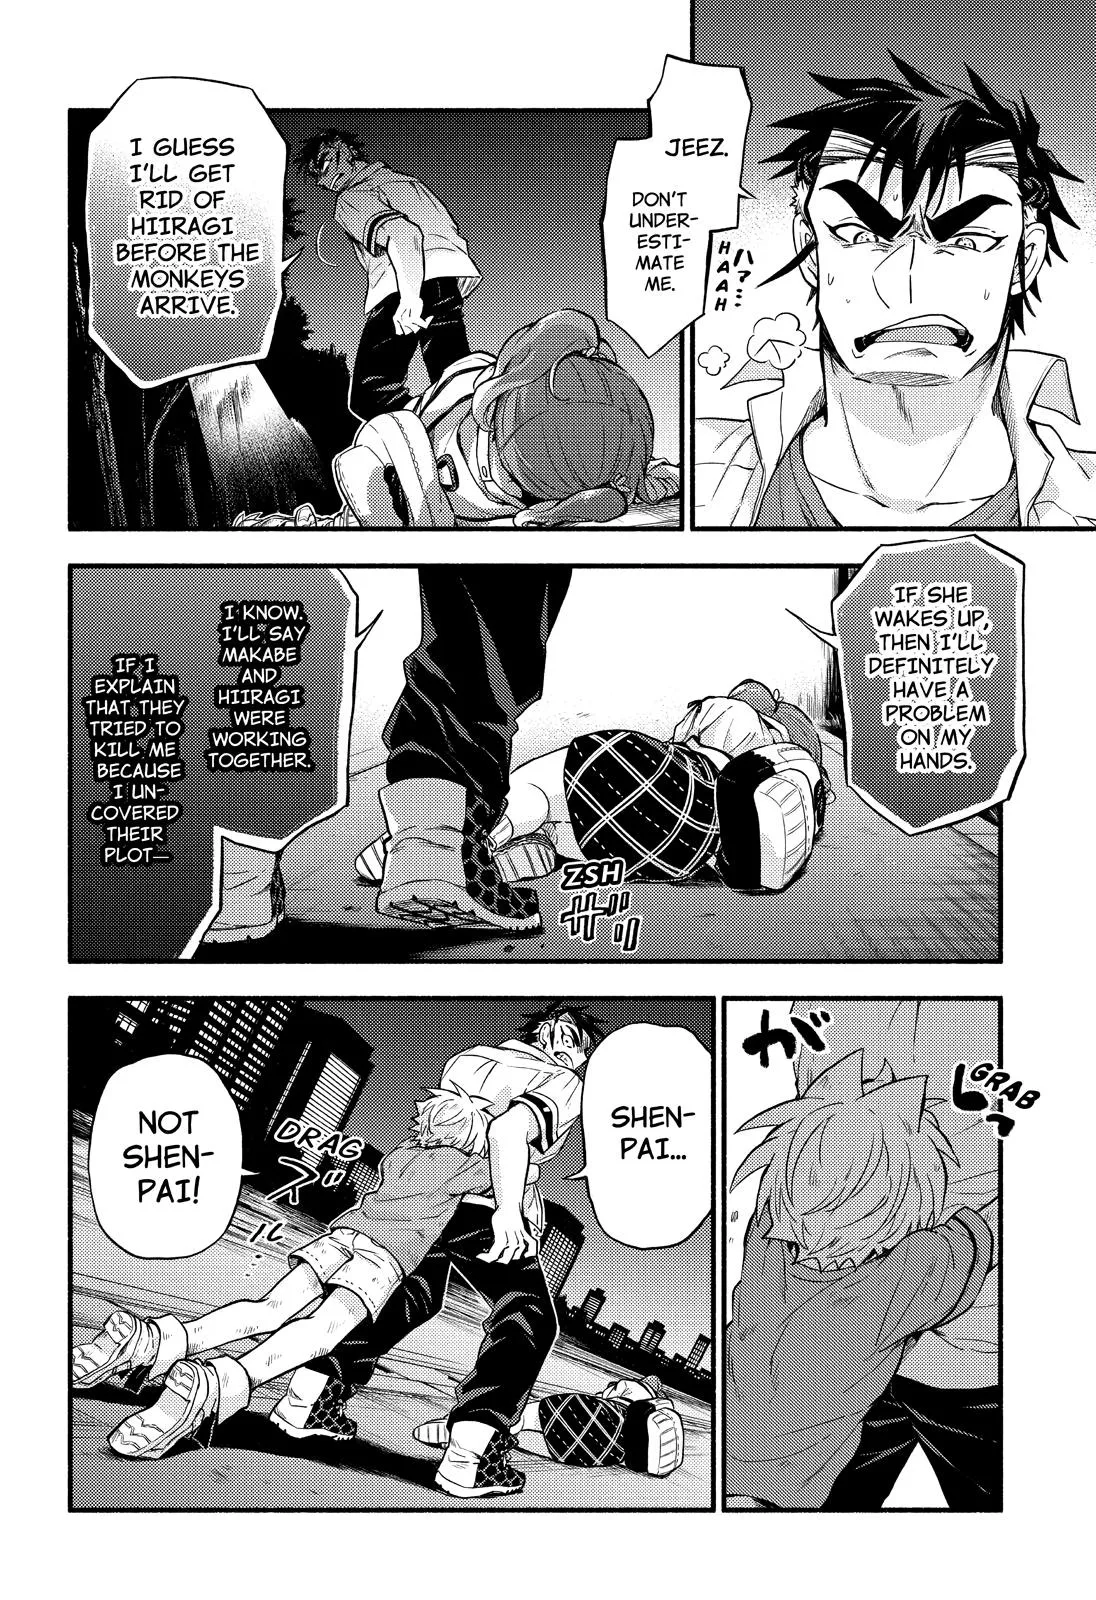 JEEZ.
DON'T
UNDER-
ESTI-
MATE
ME.
ハァ…
HAAH
I GUESS
I'LL GET
RID OF
HIIRAGI
BEFORE THE
MONKEYS
ARRIVE.
IF SHE
WAKES UP,
THEN I'LL
DEFINITELY
HAVE A
PROBLEM
ON MY
HANDS.
ZSH
ザッ
I KNOW.
I'LL SAY
MAKABE
AND
HIIRAGI
WERE
WORKING
TOGETHER.
IF I
EXPLAIN
THAT THEY
TRIED TO
KILL ME
BECAUSE
I UN-
COVERED
THEIR
PLOT—
がしっ
GRAB
SHEN-
PAI...
DRAG
ズル…
NOT
SHEN-
PAI!